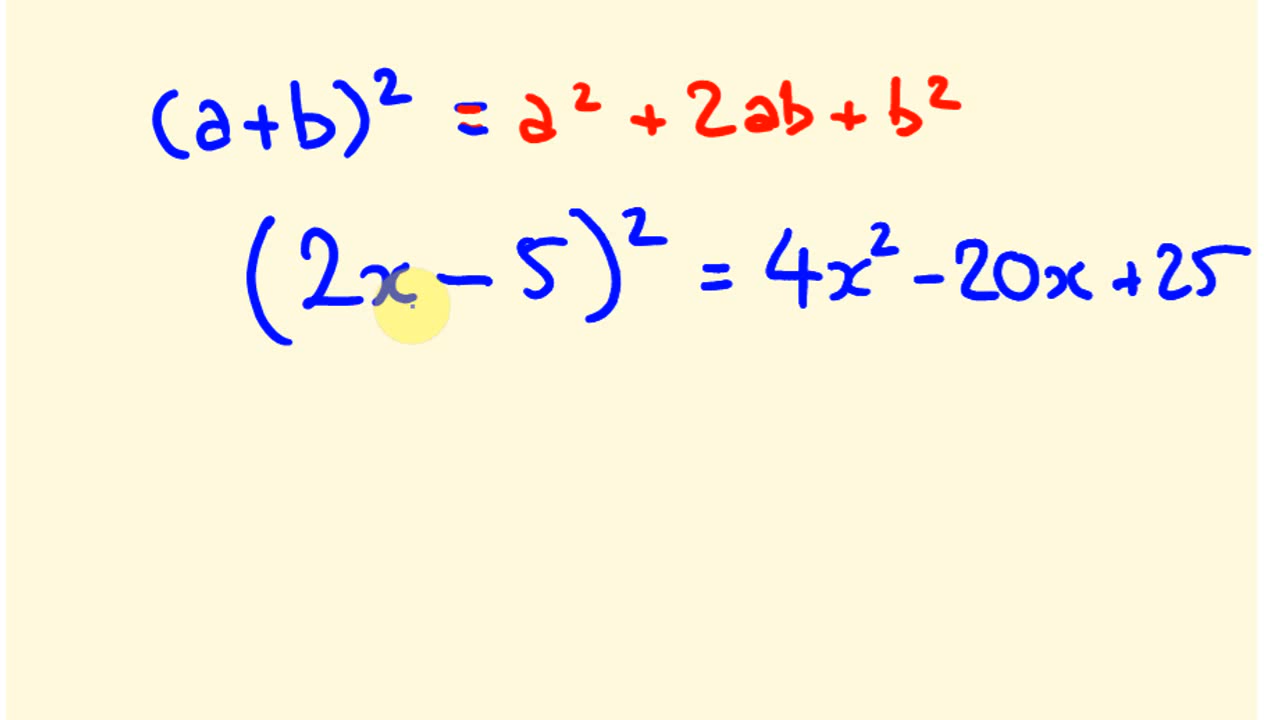 (a+b)² = a² + 2ab + b²
(2x - 5)² = 4x² - 20x + 25